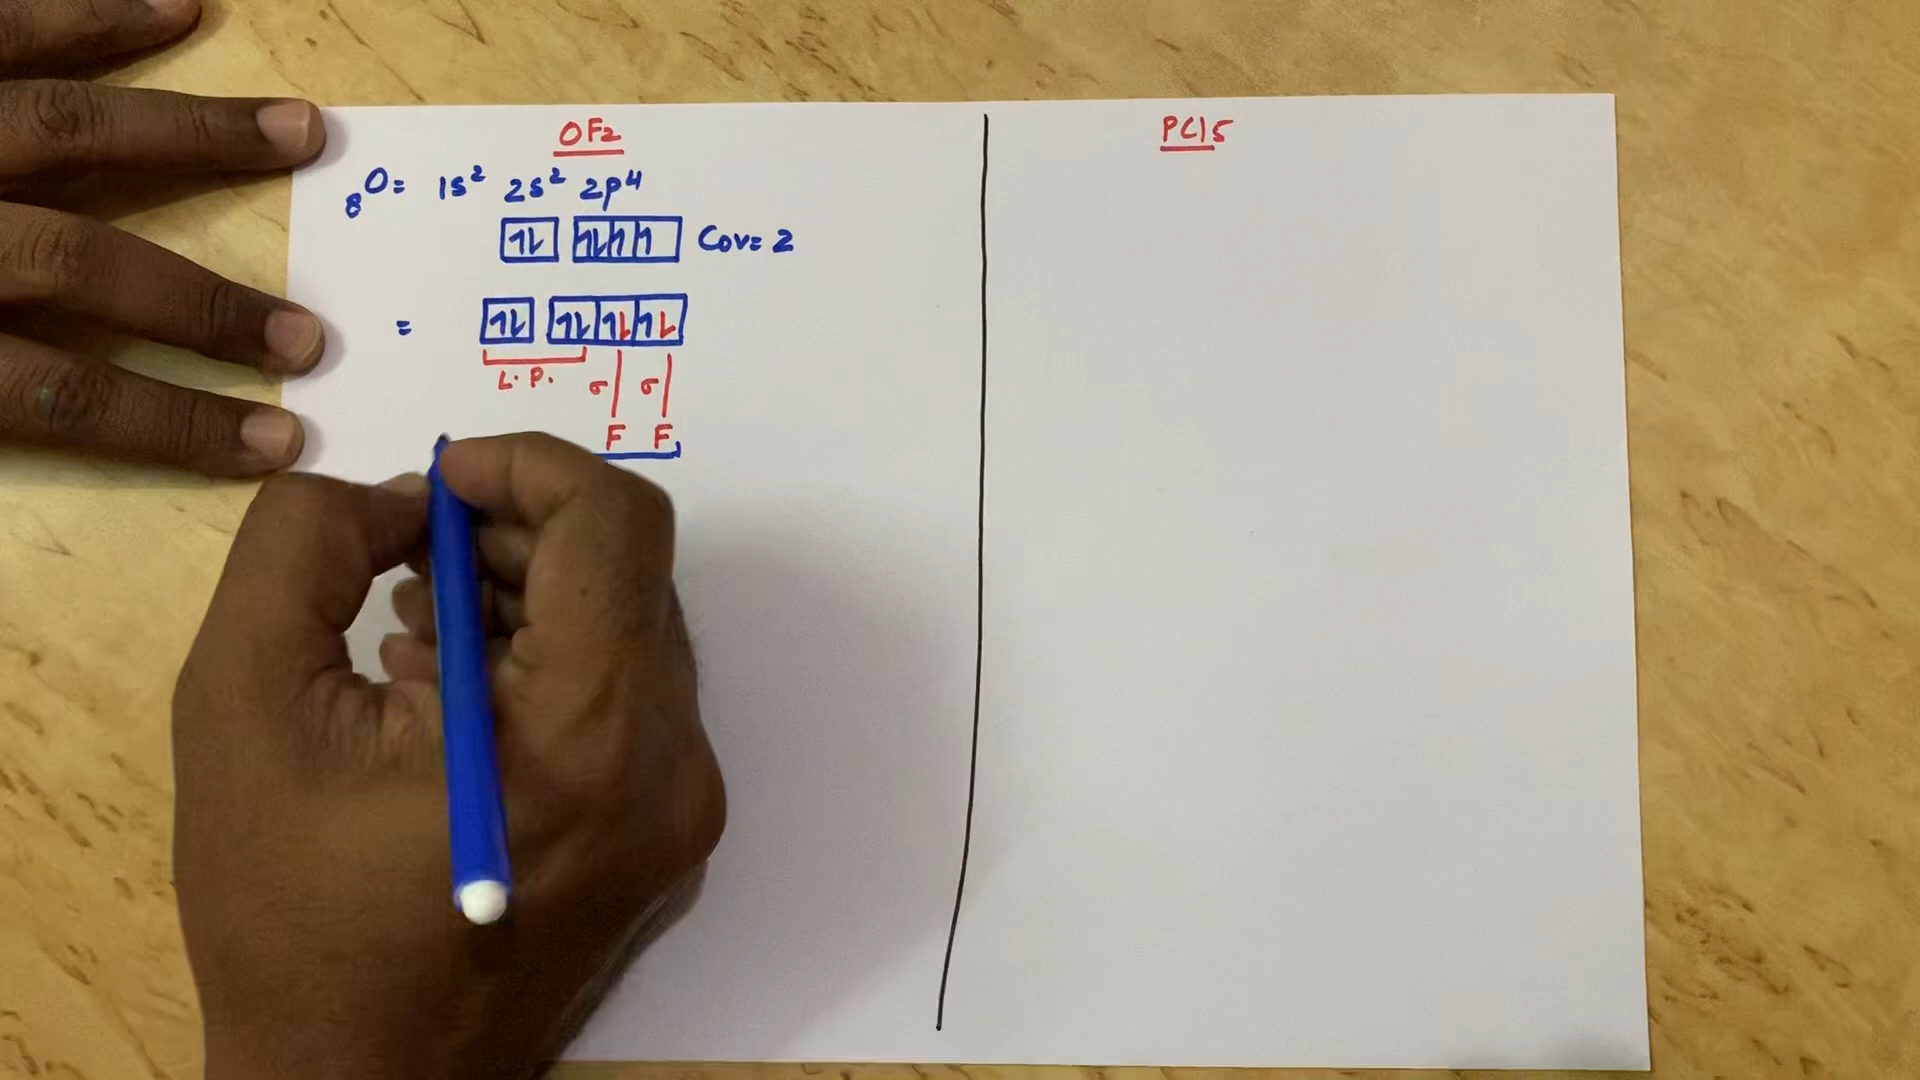 OF₂
₈O = 1s² 2s² 2p⁴
↿⇂ ↿⇂ ↿ ↿ Cov = 2
= ↿⇂ ↿⇂ ↿⇂ ↿⇂
L.P. σ σ
F F
PCl5